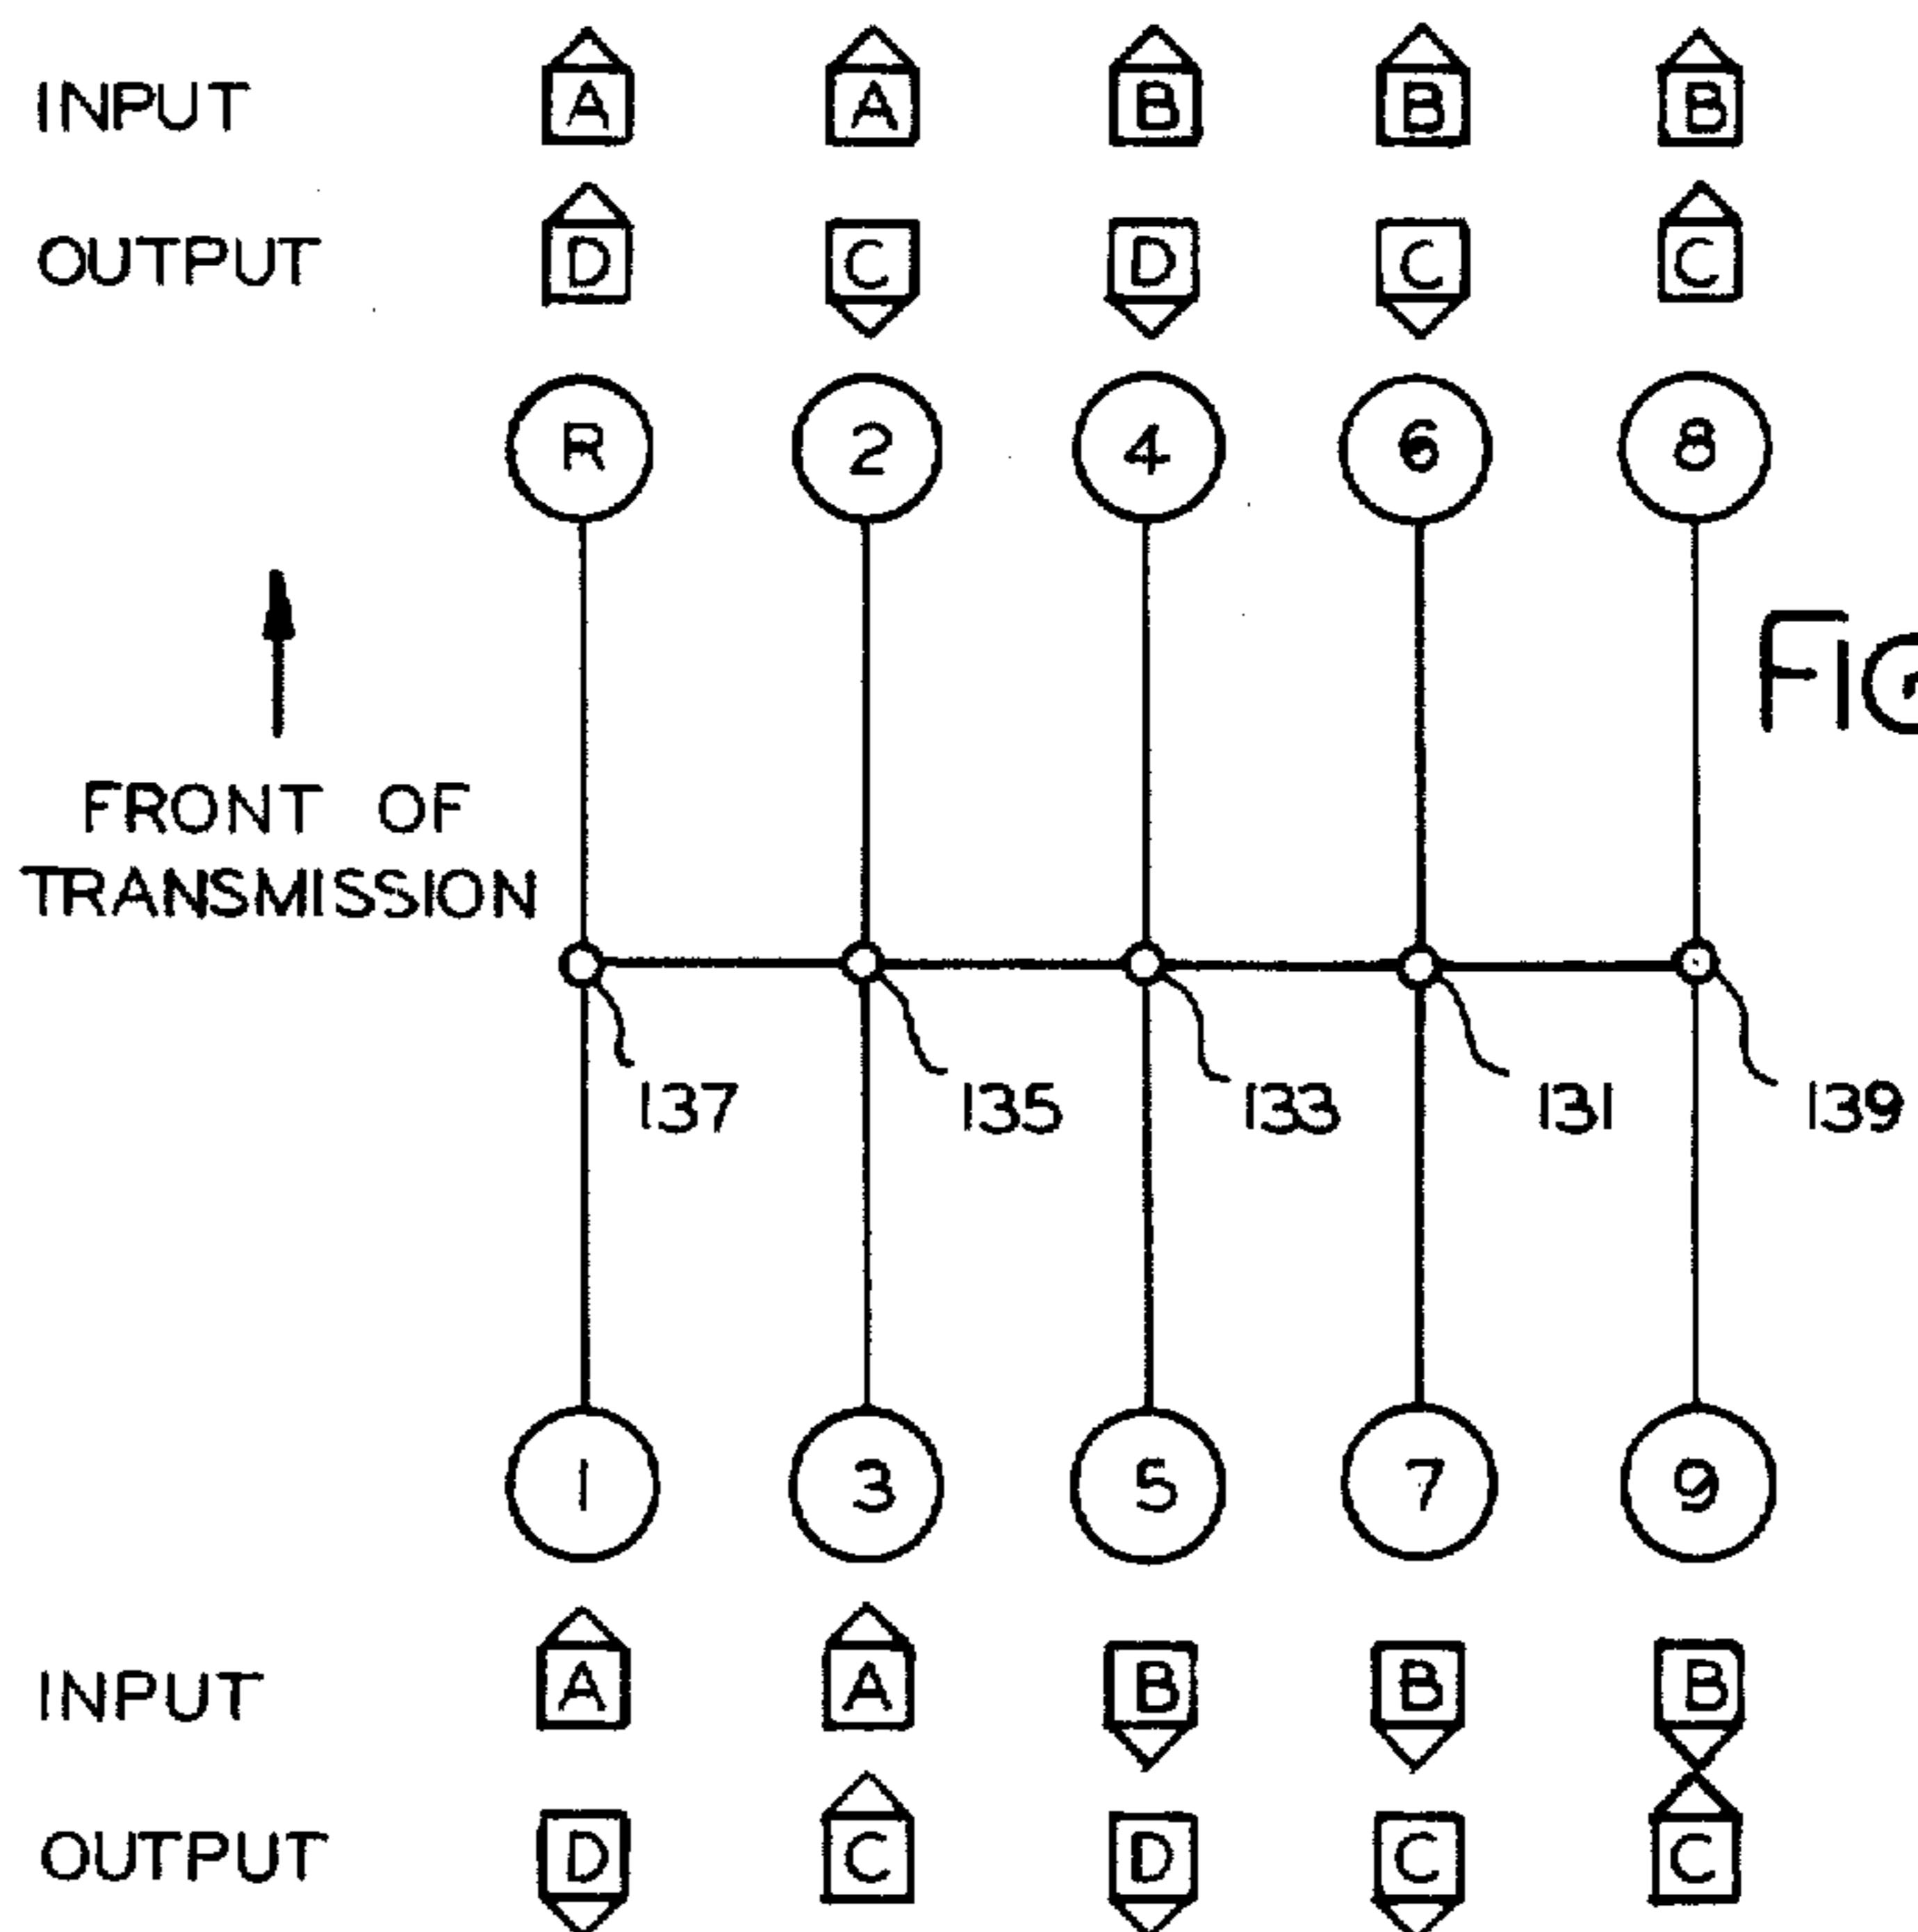 INPUT A A B B B
OUTPUT D C D C C
R 2 4 6 8
FIG
FRONT OF
TRANSMISSION
137 135 133 131 139
1 3 5 7 9
INPUT A A B B B
OUTPUT D C D C C